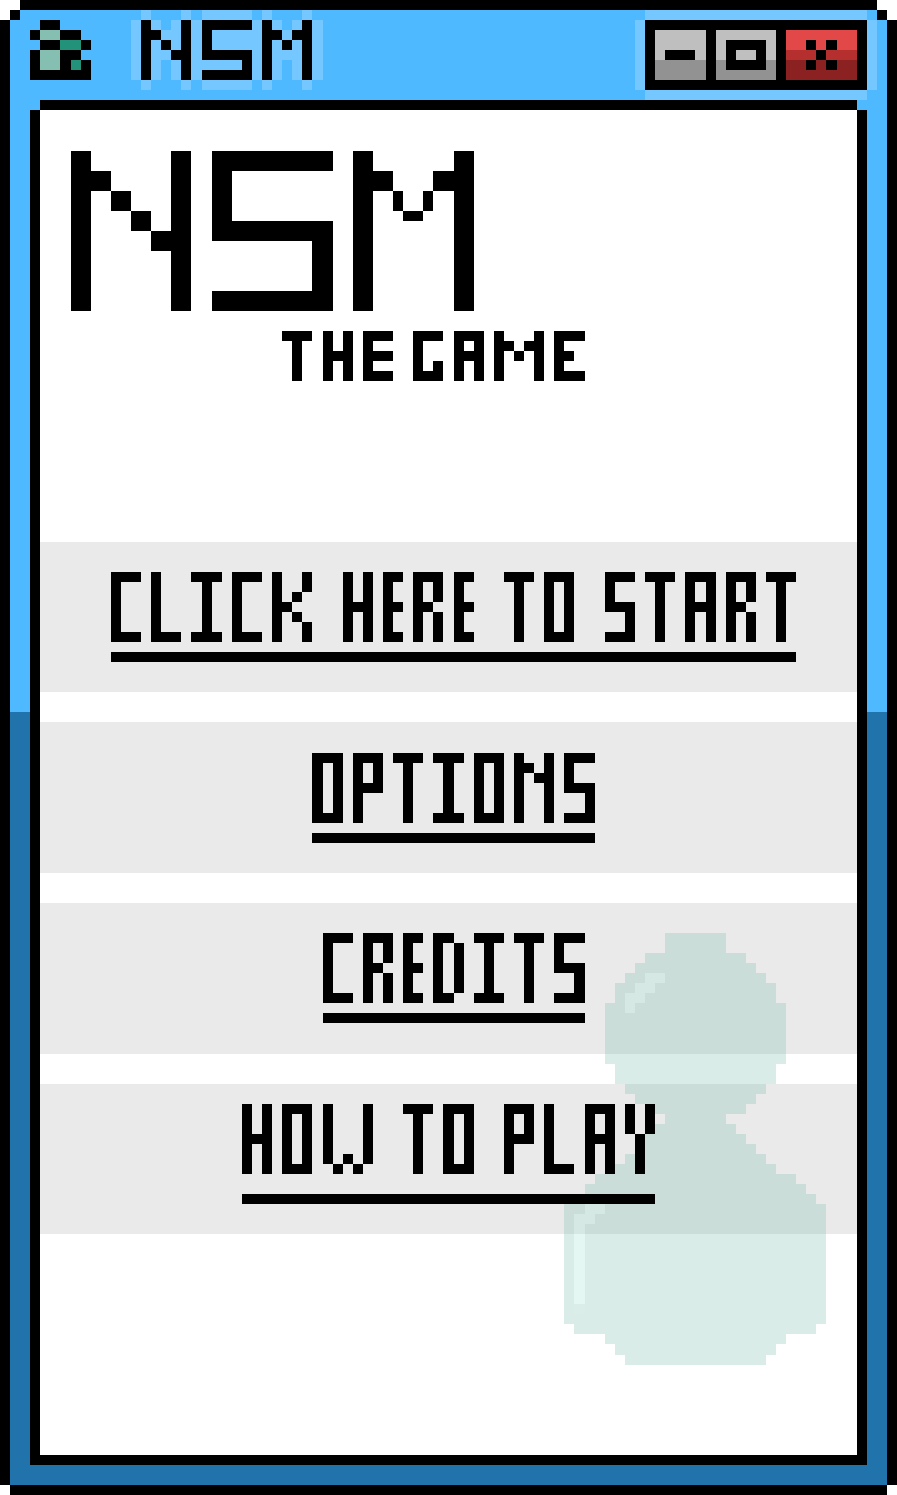 NSM
NSM
THE GAME
CLICK HERE TO START
OPTIONS
CREDITS
HOW TO PLAY